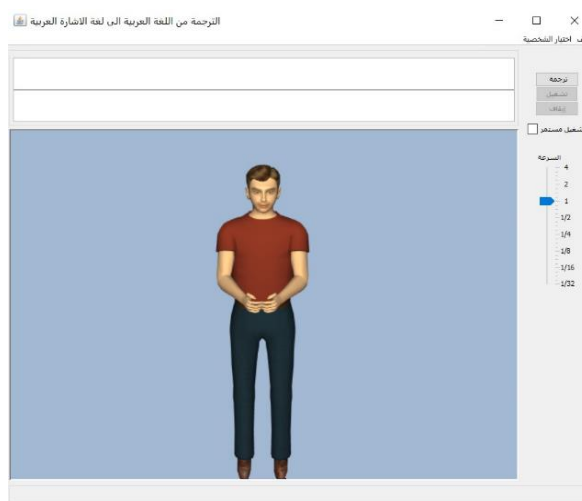 الترجمة من اللغة العربية الى لغة الاشارة العربية
اختيار الشخصية
ترجمة
تشغيل
إيقاف
تشغيل مستمر
السرعة
4
2
1
1/2
1/4
1/8
1/16
1/32